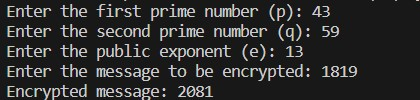 Enter the first prime number (p): 43
Enter the second prime number (q): 59
Enter the public exponent (e): 13
Enter the message to be encrypted: 1819
Encrypted message: 2081